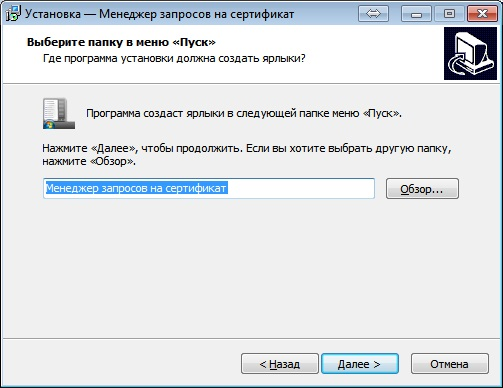 Установка — Менеджер запросов на сертификат
Выберите папку в меню «Пуск»
Где программа установки должна создать ярлыки?
Программа создаст ярлыки в следующей папке меню «Пуск».
Нажмите «Далее», чтобы продолжить. Если вы хотите выбрать другую папку,
нажмите «Обзор».
Менеджер запросов на сертификат
Обзор...
< Назад
Далее >
Отмена